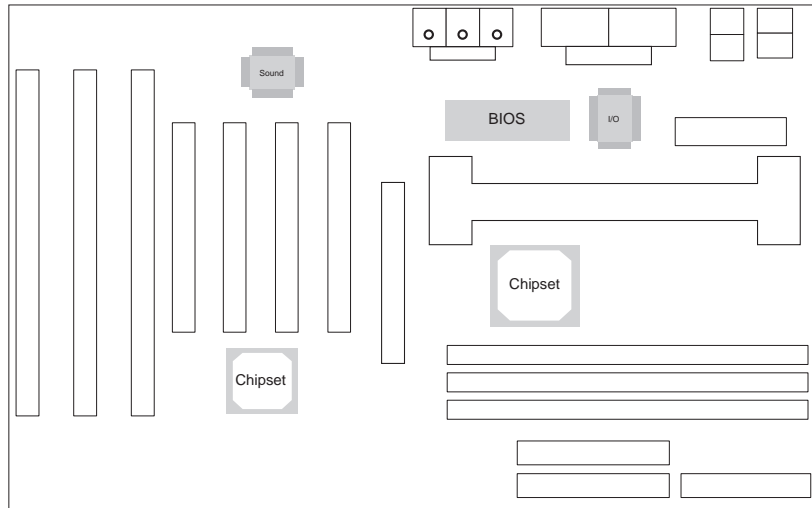 Sound
BIOS
I/O
Chipset
Chipset